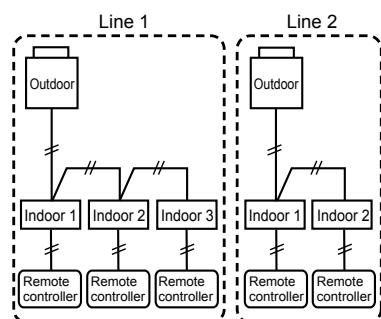 Line 1
Line 2
Outdoor
Outdoor
Indoor 1
Indoor 2
Indoor 3
Indoor 1
Indoor 2
Remote
controller
Remote
controller
Remote
controller
Remote
controller
Remote
controller